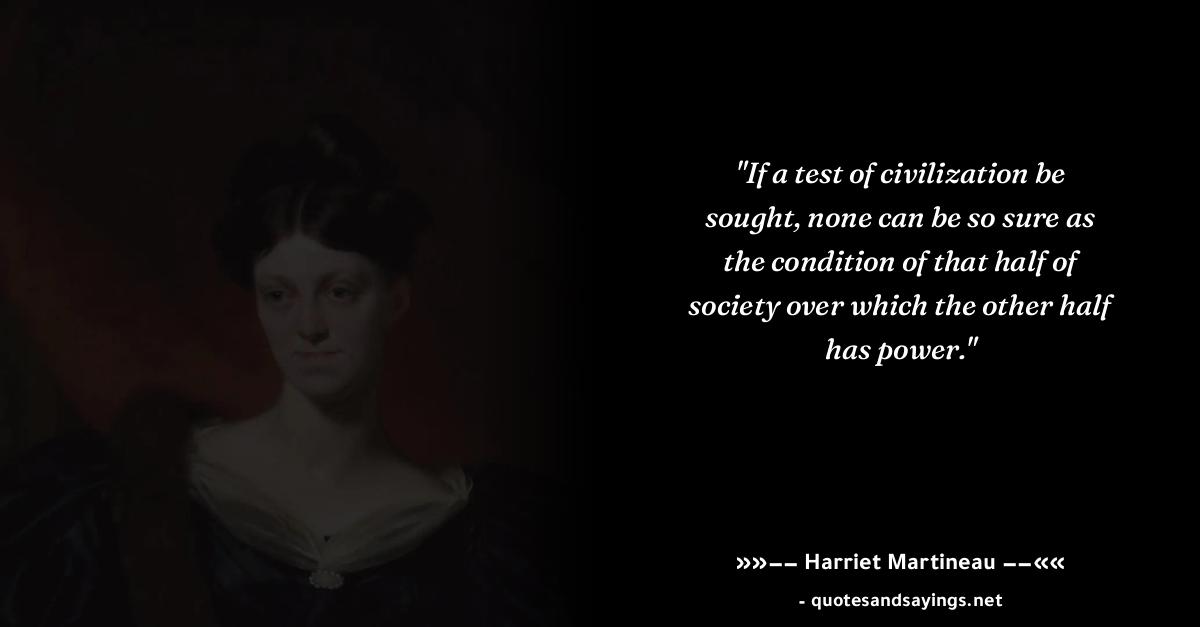 "If a test of civilization be
sought, none can be so sure as
the condition of that half of
society over which the other half
has power."
»»−− Harriet Martineau −−««
- quotesandsayings.net